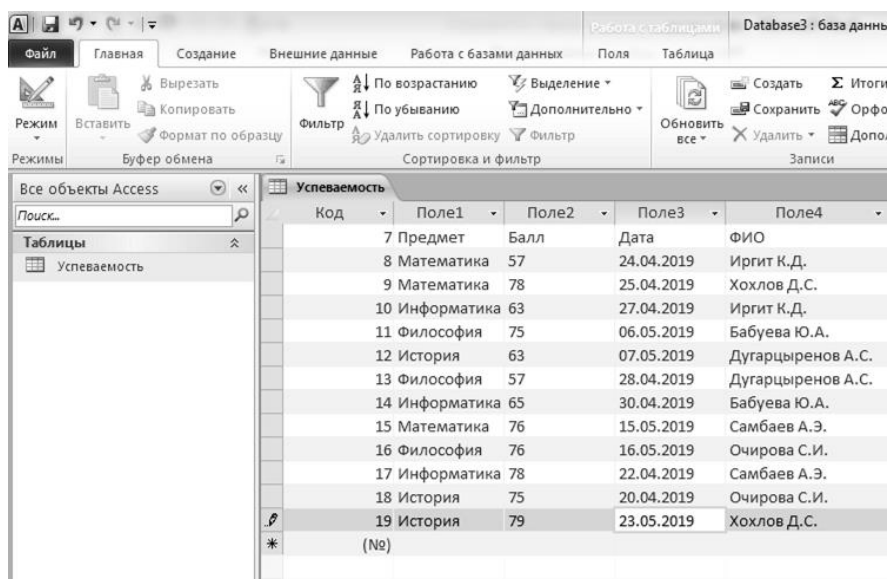 Работа с таблицами
Database3 : база данны
Файл Главная Создание Внешние данные Работа с базами данных Поля Таблица
Режим
Вставить
Вырезать
Копировать
Формат по образцу
Фильтр
По возрастанию
По убыванию
Удалить сортировку
Выделение
Дополнительно
Фильтр
Обновить все
Создать
Сохранить
Удалить
Итоги
Орфо
Допо
Режимы Буфер обмена Сортировка и фильтр Записи
Все объекты Access
Поиск...
Таблицы
Успеваемость
Успеваемость
Код Поле1 Поле2 Поле3 Поле4
7 Предмет Балл Дата ФИО
8 Математика 57 24.04.2019 Иргит К.Д.
9 Математика 78 25.04.2019 Хохлов Д.С.
10 Информатика 63 27.04.2019 Иргит К.Д.
11 Философия 75 06.05.2019 Бабуева Ю.А.
12 История 63 07.05.2019 Дугарцыренов А.С.
13 Философия 57 28.04.2019 Дугарцыренов А.С.
14 Информатика 65 30.04.2019 Бабуева Ю.А.
15 Математика 76 15.05.2019 Самбаев А.Э.
16 Философия 76 16.05.2019 Очирова С.И.
17 Информатика 78 22.04.2019 Самбаев А.Э.
18 История 75 20.04.2019 Очирова С.И.
19 История 79 23.05.2019 Хохлов Д.С.
(№)